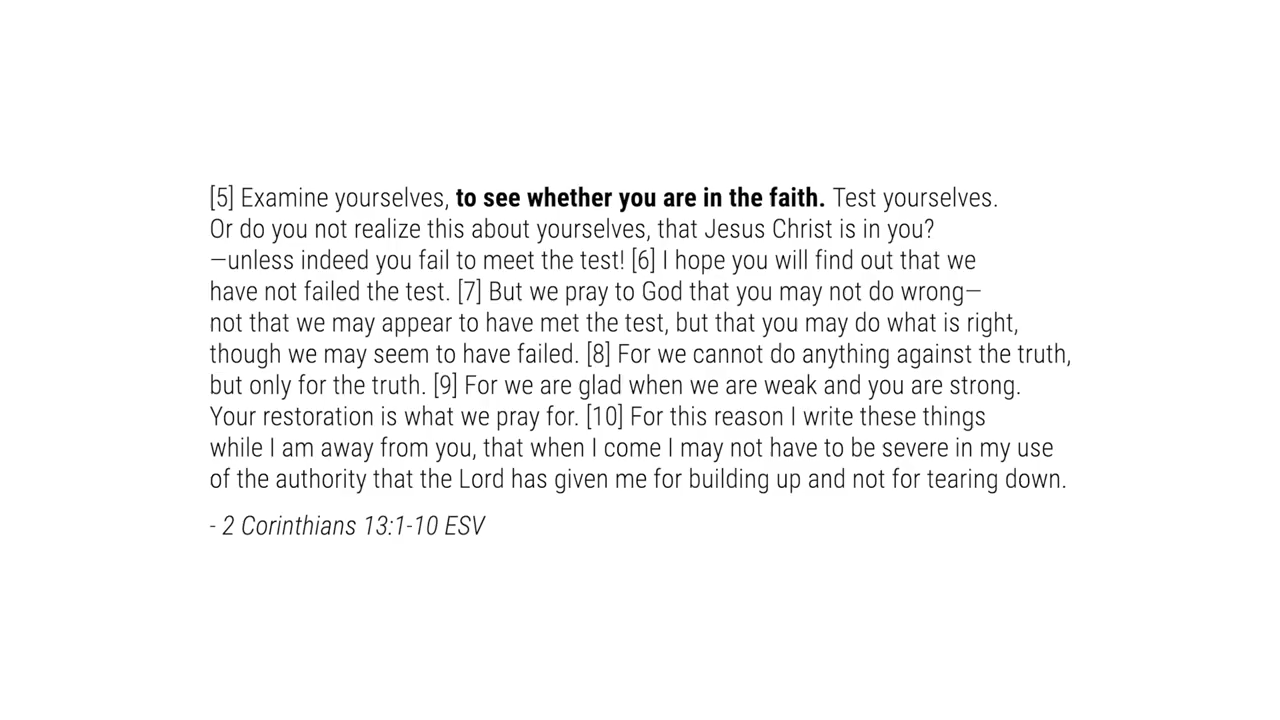 [5] Examine yourselves, to see whether you are in the faith. Test yourselves.
Or do you not realize this about yourselves, that Jesus Christ is in you?
—unless indeed you fail to meet the test! [6] I hope you will find out that we
have not failed the test. [7] But we pray to God that you may not do wrong—
not that we may appear to have met the test, but that you may do what is right,
though we may seem to have failed. [8] For we cannot do anything against the truth,
but only for the truth. [9] For we are glad when we are weak and you are strong.
Your restoration is what we pray for. [10] For this reason I write these things
while I am away from you, that when I come I may not have to be severe in my use
of the authority that the Lord has given me for building up and not for tearing down.
- 2 Corinthians 13:1-10 ESV